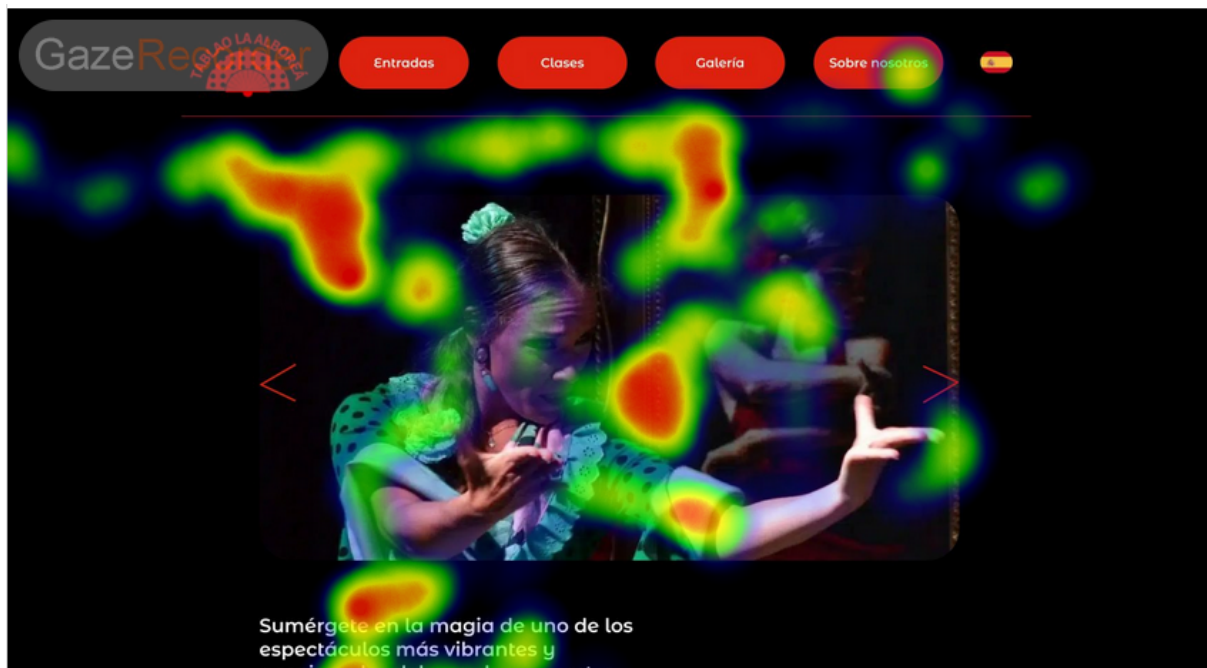 GazeRecorder
TABLAO LA ALBOREÁ
Entradas
Clases
Galería
Sobre nosotros
Sumérgete en la magia de uno de los
espectáculos más vibrantes y